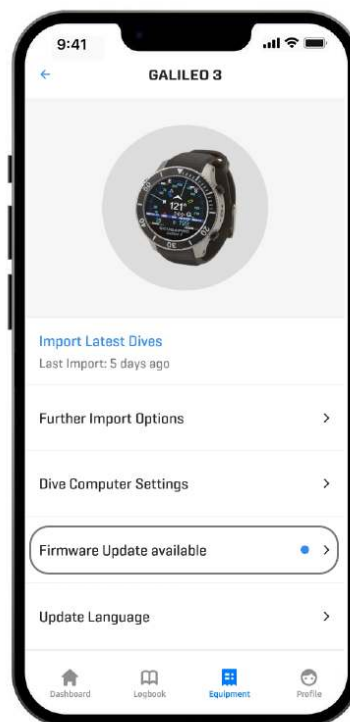 9:41
GALILEO 3
121°
Import Latest Dives
Last Import: 5 days ago
Further Import Options
Dive Computer Settings
Firmware Update available
Update Language
Dashboard
Logbook
Equipment
Profile